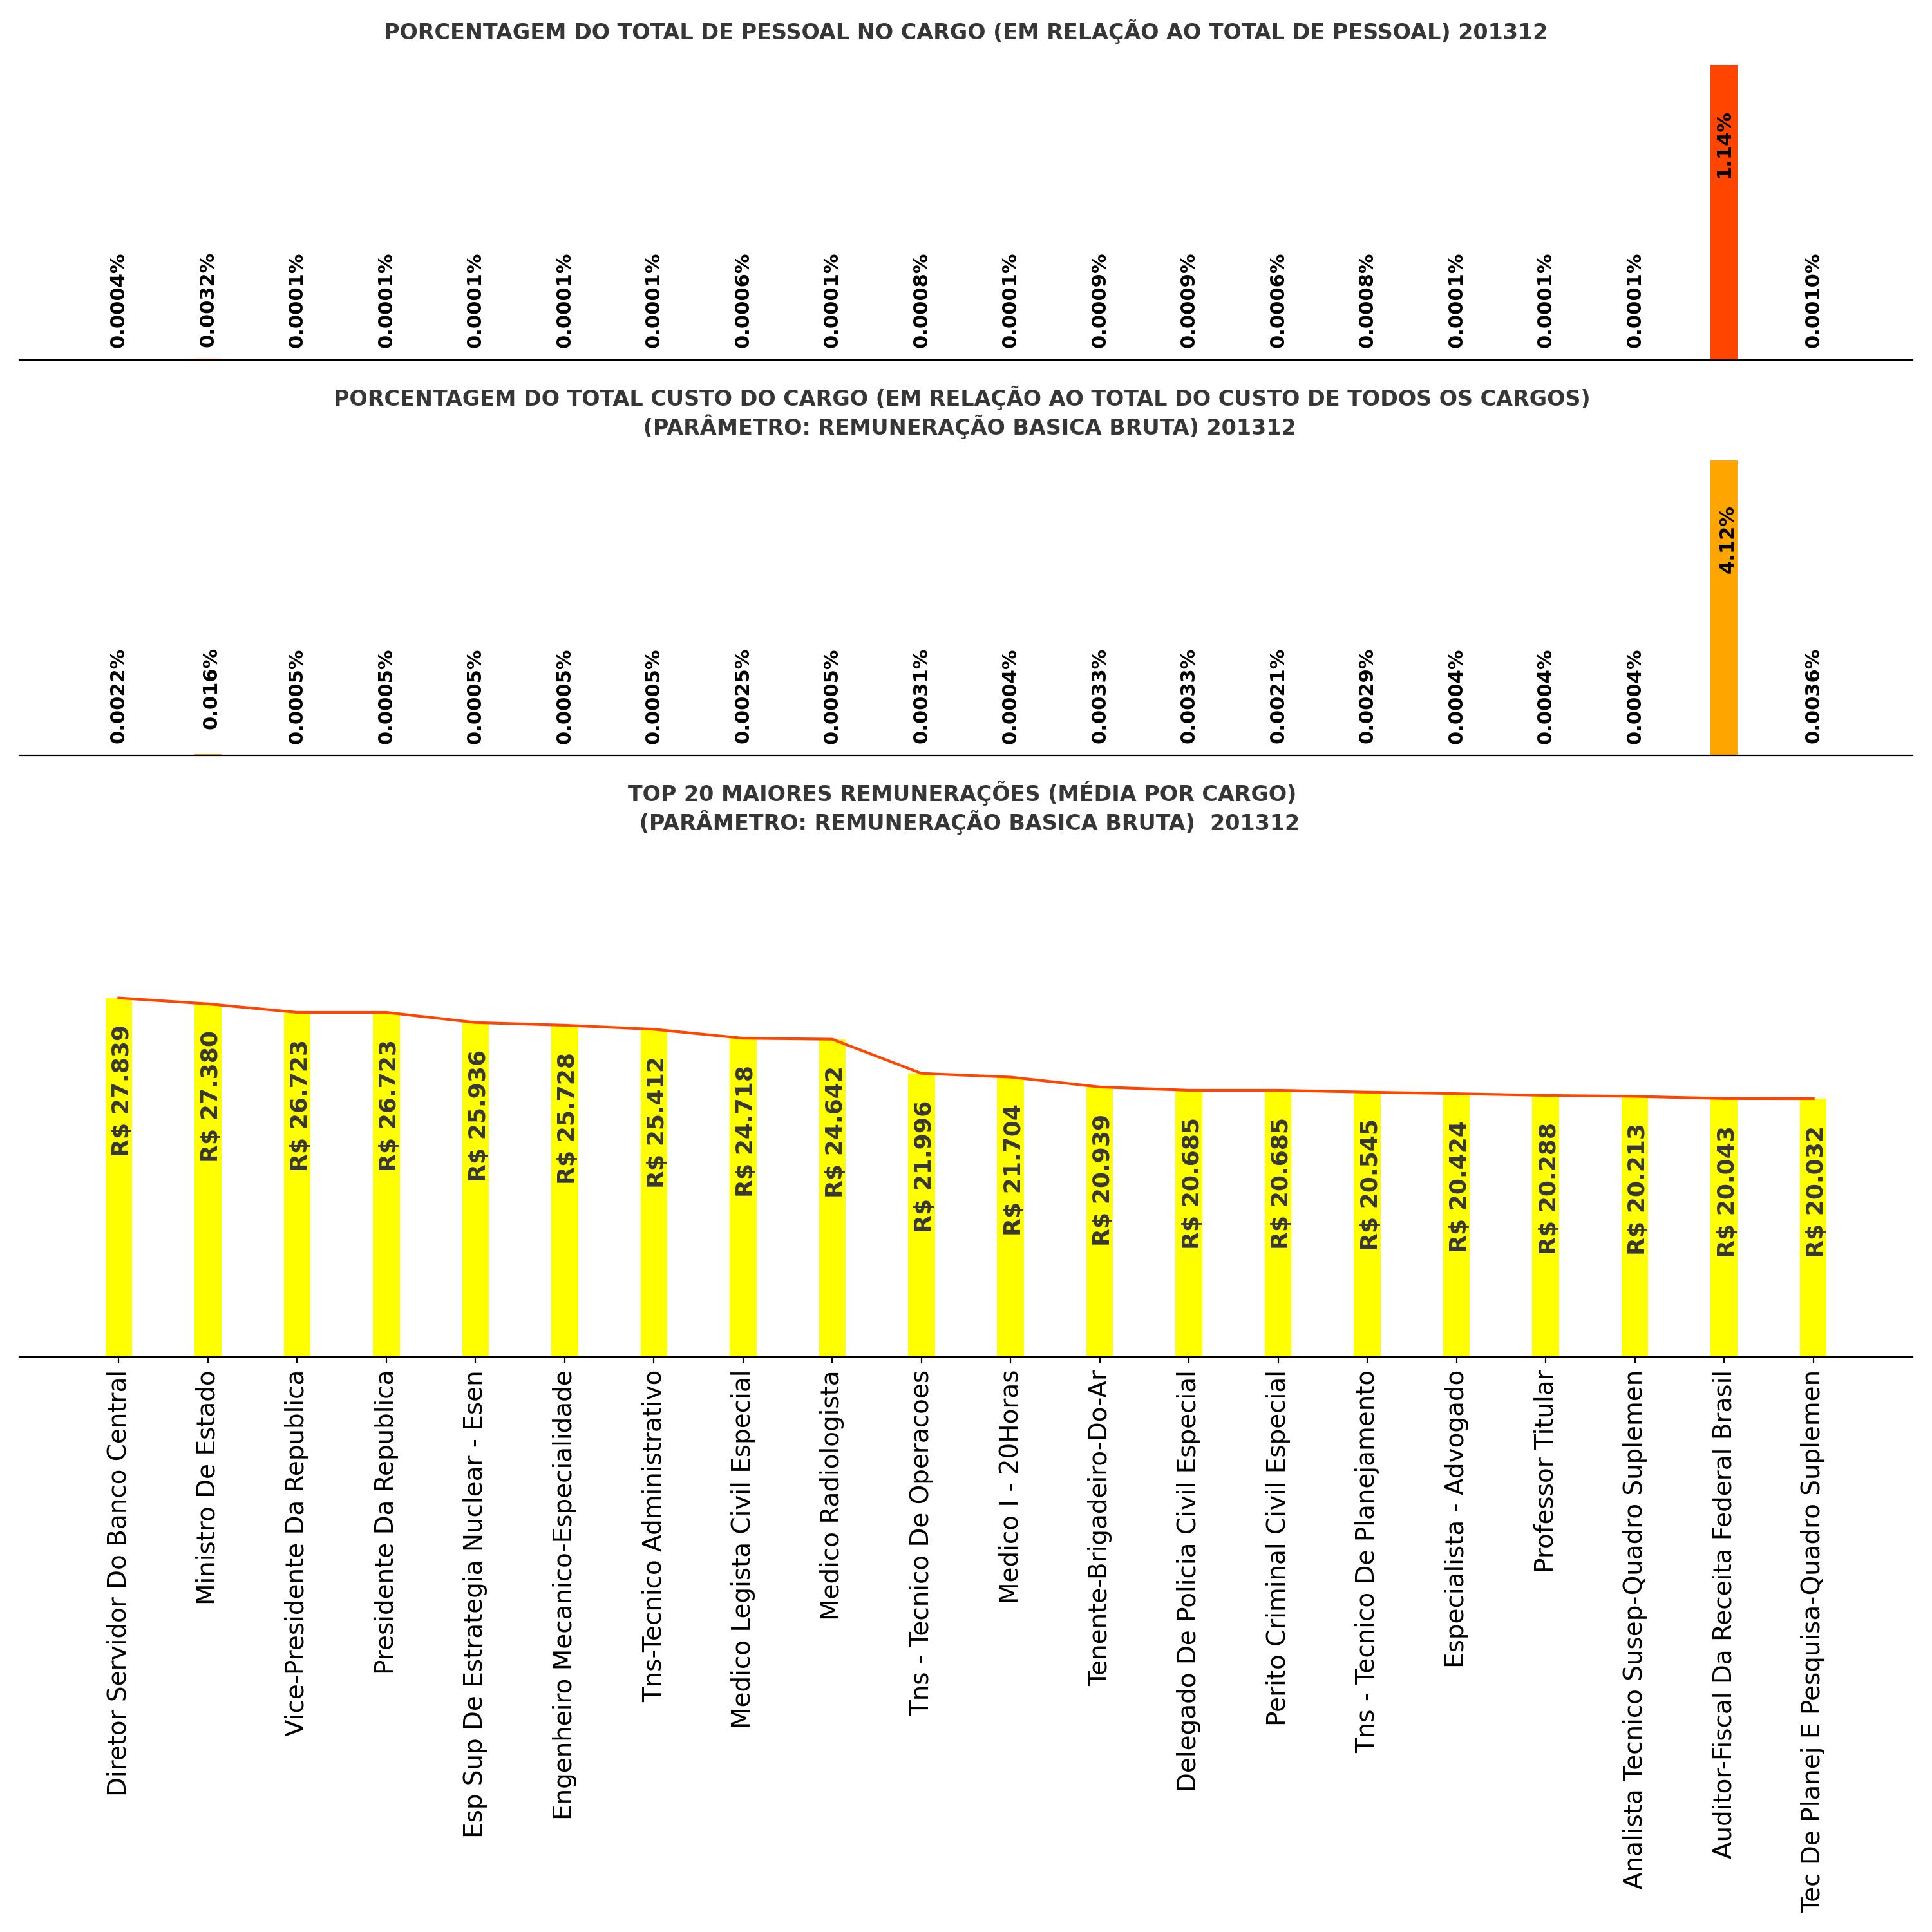 PORCENTAGEM DO TOTAL DE PESSOAL NO CARGO (EM RELAÇÃO AO TOTAL DE PESSOAL) 201312
0.0004%
0.0032%
0.0001%
0.0001%
0.0001%
0.0001%
0.0001%
0.0006%
0.0001%
0.0008%
0.0001%
0.0009%
0.0009%
0.0006%
0.0008%
0.0001%
0.0001%
0.0001%
1.14%
0.0010%
PORCENTAGEM DO TOTAL CUSTO DO CARGO (EM RELAÇÃO AO TOTAL DO CUSTO DE TODOS OS CARGOS)
(PARÂMETRO: REMUNERAÇÃO BASICA BRUTA) 201312
0.0022%
0.016%
0.0005%
0.0005%
0.0005%
0.0005%
0.0005%
0.0025%
0.0005%
0.0031%
0.0004%
0.0033%
0.0033%
0.0021%
0.0029%
0.0004%
0.0004%
0.0004%
4.12%
0.0036%
TOP 20 MAIORES REMUNERAÇÕES (MÉDIA POR CARGO)
(PARÂMETRO: REMUNERAÇÃO BASICA BRUTA)  201312
R$ 27.839
R$ 27.380
R$ 26.723
R$ 26.723
R$ 25.936
R$ 25.728
R$ 25.412
R$ 24.718
R$ 24.642
R$ 21.996
R$ 21.704
R$ 20.939
R$ 20.685
R$ 20.685
R$ 20.545
R$ 20.424
R$ 20.288
R$ 20.213
R$ 20.043
R$ 20.032
Diretor Servidor Do Banco Central
Ministro De Estado
Vice-Presidente Da Republica
Presidente Da Republica
Esp Sup De Estrategia Nuclear - Esen
Engenheiro Mecanico-Especialidade
Tns-Tecnico Administrativo
Medico Legista Civil Especial
Medico Radiologista
Tns - Tecnico De Operacoes
Medico I - 20Horas
Tenente-Brigadeiro-Do-Ar
Delegado De Policia Civil Especial
Perito Criminal Civil Especial
Tns - Tecnico De Planejamento
Especialista - Advogado
Professor Titular
Analista Tecnico Susep-Quadro Suplemen
Auditor-Fiscal Da Receita Federal Brasil
Tec De Planej E Pesquisa-Quadro Suplemen